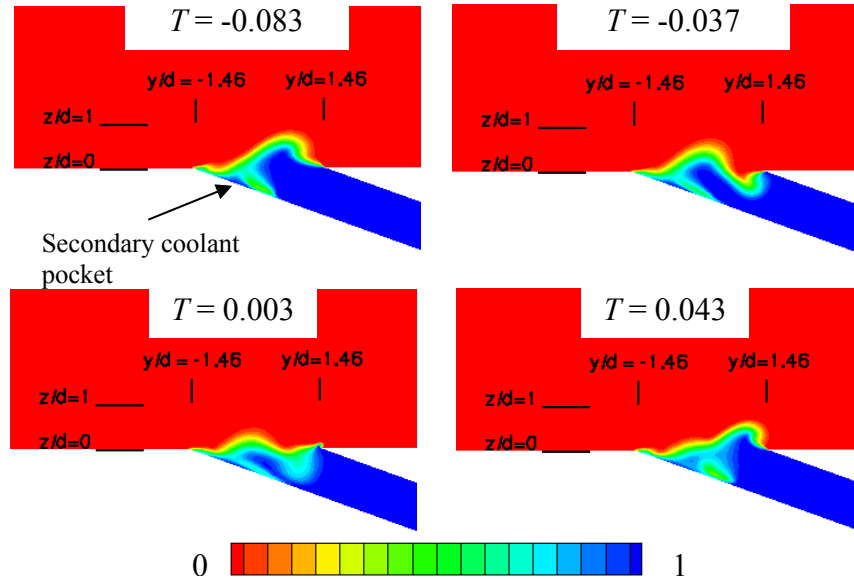 T = -0.083
y/d = -1.46 y/d=1.46
z/d=1
z/d=0
Secondary coolant
pocket
T = -0.037
y/d = -1.46 y/d=1.46
z/d=1
z/d=0
T = 0.003
y/d = -1.46 y/d=1.46
z/d=1
z/d=0
T = 0.043
y/d = -1.46 y/d=1.46
z/d=1
z/d=0
0 1